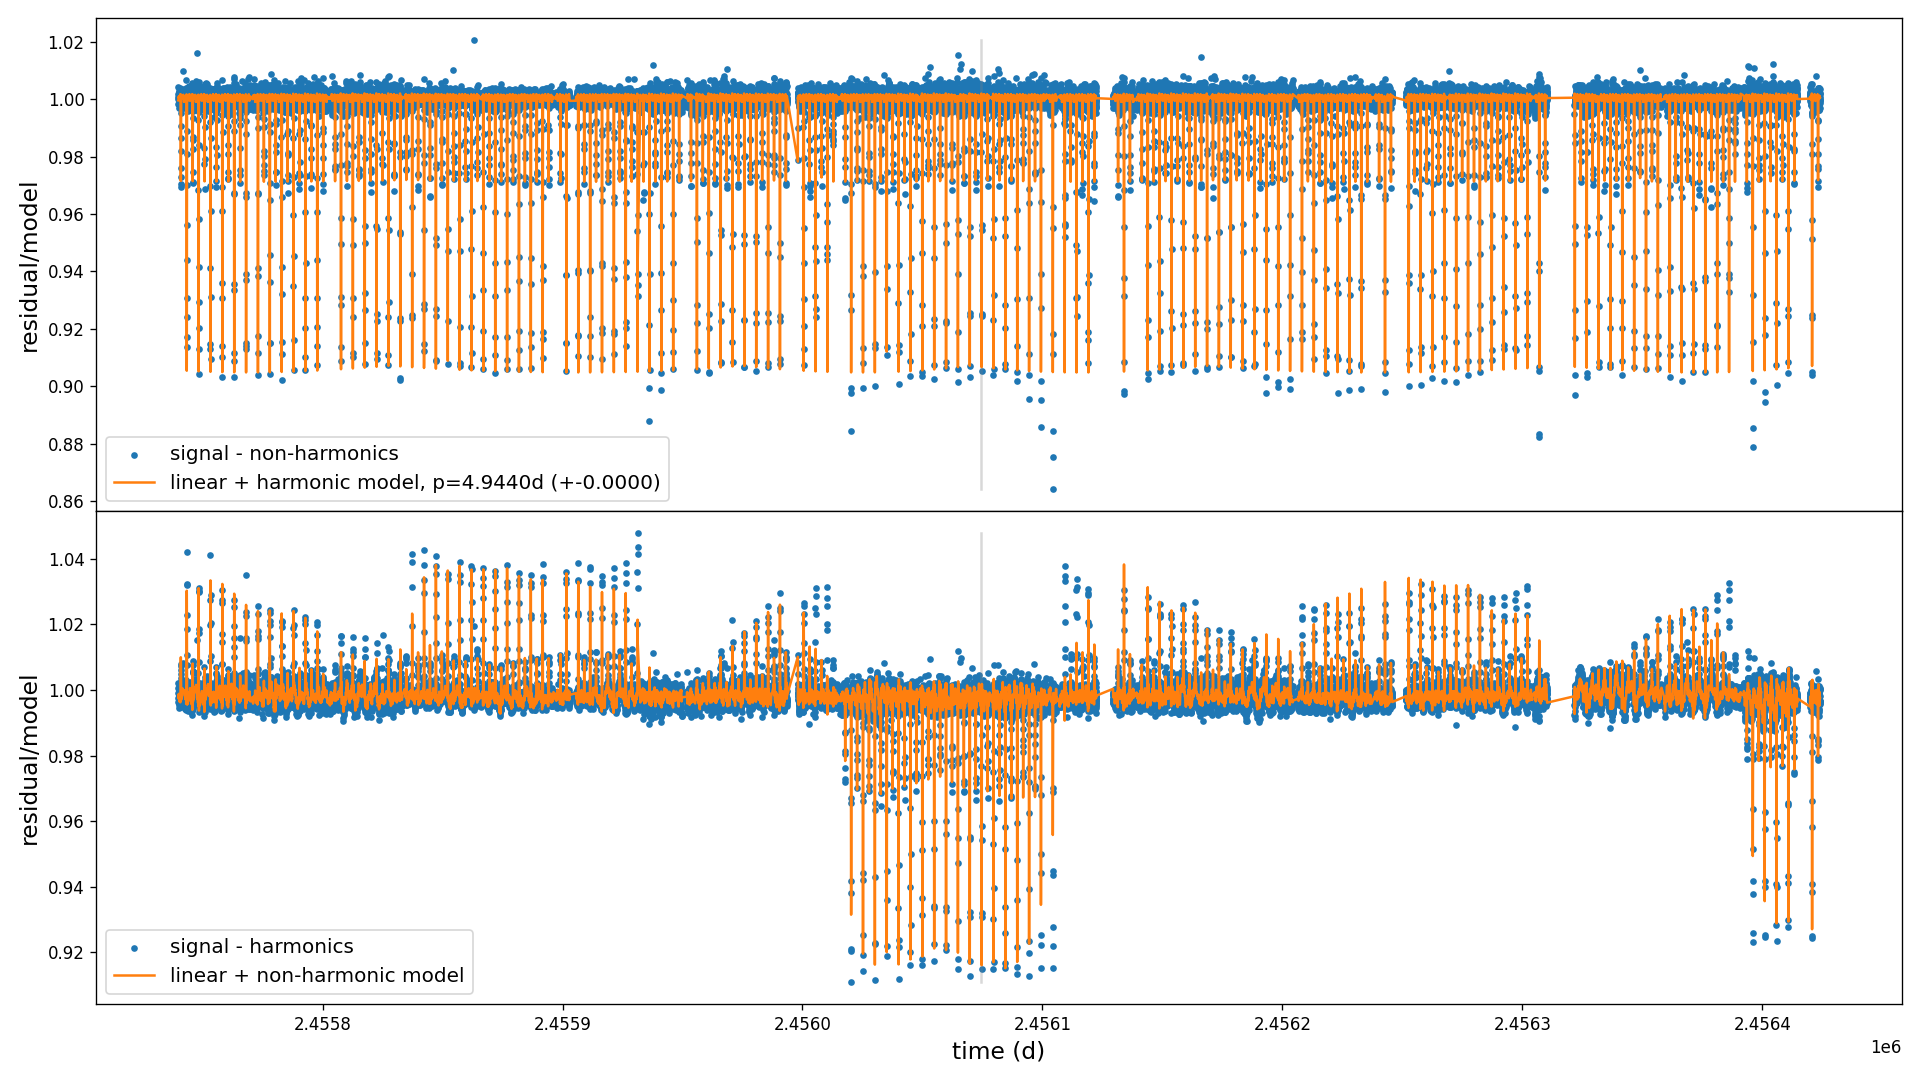 1.02
1.00
0.98
0.96
0.94
0.92
0.90
0.88
0.86
residual/model
signal - non-harmonics
linear + harmonic model, p=4.9440d (+-0.0000)
1.04
1.02
1.00
0.98
0.96
0.94
0.92
residual/model
signal - harmonics
linear + non-harmonic model
2.4558 2.4559 2.4560 2.4561 2.4562 2.4563 2.4564
1e6
time (d)